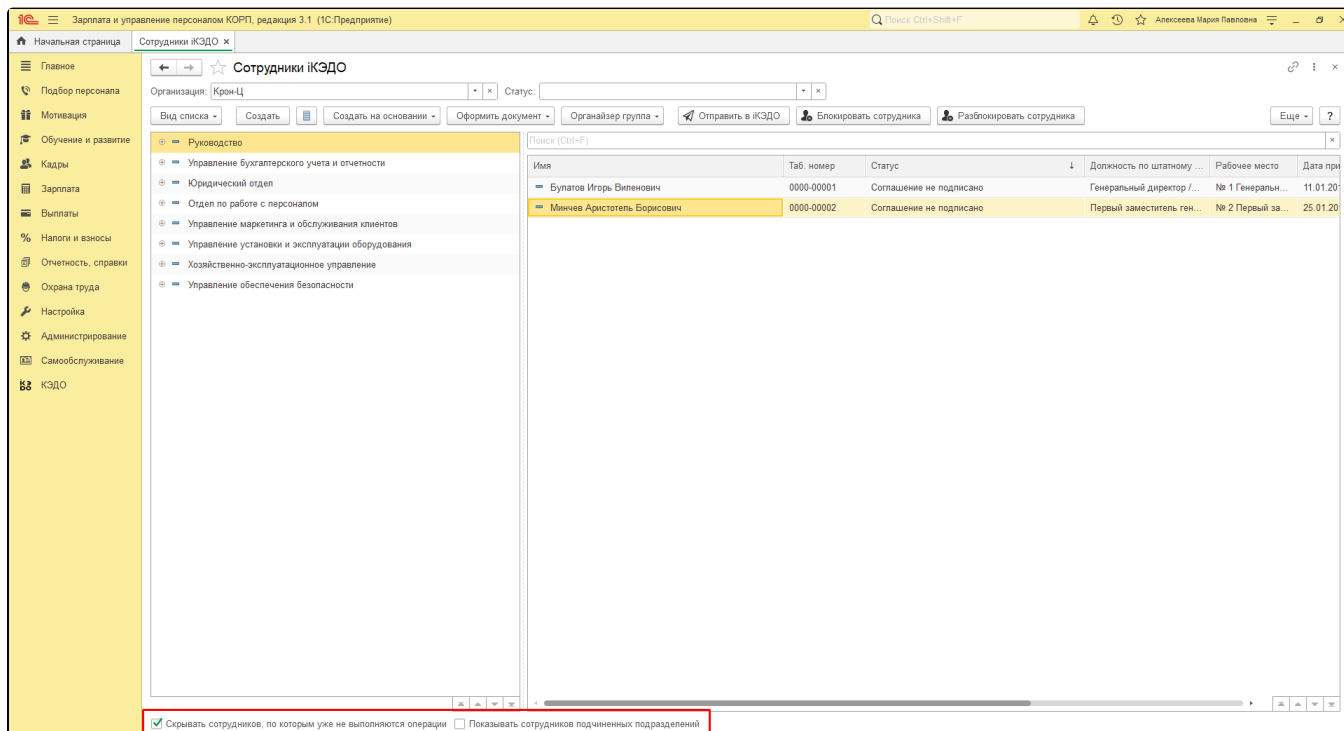 1С Зарплата и управление персоналом КОРП, редакция 3.1 (1С:Предприятие) Поиск Ctrl+Shift+F Алексеева Мария Павловна
Начальная страница Сотрудники iКЭДО ×
Главное
Подбор персонала
Мотивация
Обучение и развитие
Кадры
Зарплата
Выплаты
% Налоги и взносы
Отчетность, справки
Охрана труда
Настройка
Администрирование
Самообслуживание
КЭДО
Сотрудники iКЭДО
Организация: Крон-Ц Статус:
Вид списка Создать Создать на основании Оформить документ Органайзер группа Отправить в iКЭДО Блокировать сотрудника Разблокировать сотрудника Еще ?
Руководство
Управление бухгалтерского учета и отчетности
Юридический отдел
Отдел по работе с персоналом
Управление маркетинга и обслуживания клиентов
Управление установки и эксплуатации оборудования
Хозяйственно-эксплуатационное управление
Управление обеспечения безопасности
Поиск (Ctrl+F)
Имя Таб. номер Статус ↓ Должность по штатному ... Рабочее место Дата при
Булатов Игорь Виленович 0000-00001 Соглашение не подписано Генеральный директор /... № 1 Генеральн... 11.01.20
Минчев Аристотель Борисович 0000-00002 Соглашение не подписано Первый заместитель ген... № 2 Первый за... 25.01.20
Скрывать сотрудников, по которым уже не выполняются операции Показывать сотрудников подчиненных подразделений